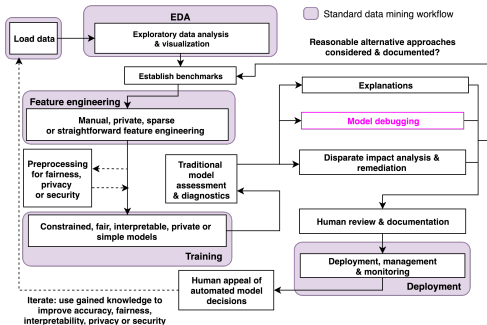 Standard data mining workflow
EDA
Load data
Exploratory data analysis
& visualization
Reasonable alternative approaches
considered & documented?
Establish benchmarks
Explanations
Feature engineering
Manual, private, sparse
or straightforward feature engineering
Model debugging
Preprocessing
for fairness,
privacy
or security
Traditional
model
assessment
& diagnostics
Disparate impact analysis &
remediation
Constrained, fair, interpretable, private or
simple models
Training
Human review & documentation
Deployment, management
& monitoring
Deployment
Human appeal of
automated model
decisions
Iterate: use gained knowledge to
improve accuracy, fairness,
interpretability, privacy or security